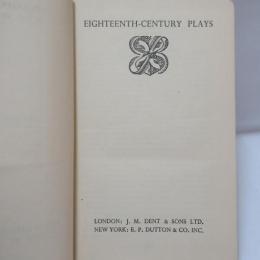 EIGHTEENTH-CENTURY PLAYS
LONDON: J. M. DENT & SONS LTD.
NEW YORK: E. P. DUTTON & CO. INC.